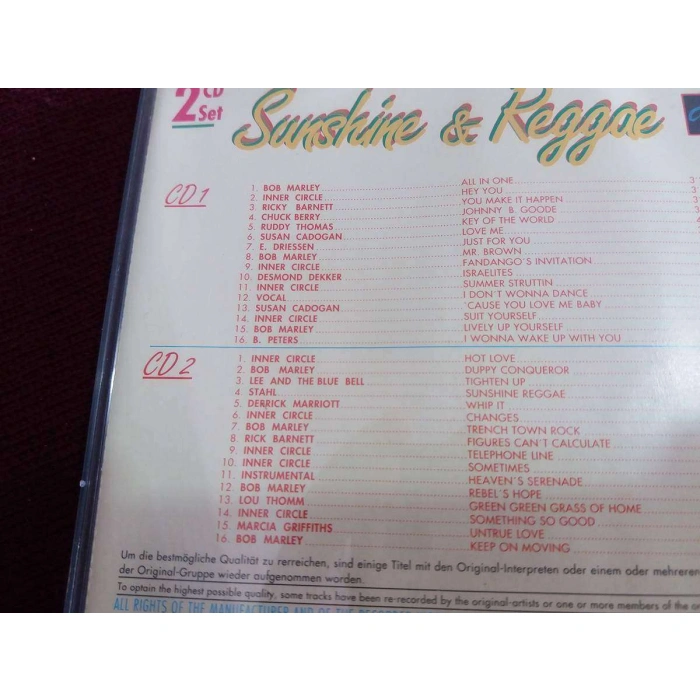 2 CD Set
Sunshine & Reggae
CD 1
1. BOB MARLEY ALL IN ONE
2. INNER CIRCLE HEY YOU
3. RICKY BARNETT YOU MAKE IT HAPPEN
4. CHUCK BERRY JOHNNY B. GOODE
5. RUDDY THOMAS KEY OF THE WORLD
6. SUSAN CADOGAN LOVE ME
7. E. DRIESSEN JUST FOR YOU
8. BOB MARLEY MR. BROWN
9. INNER CIRCLE FANDANGO'S INVITATION
10. DESMOND DEKKER ISRAELITES
11. INNER CIRCLE SUMMER STRUTTIN
12. VOCAL I DON'T WONNA DANCE
13. SUSAN CADOGAN 'CAUSE YOU LOVE ME BABY
14. INNER CIRCLE SUIT YOURSELF
15. BOB MARLEY LIVELY UP YOURSELF
16. B. PETERS I WONNA WAKE UP WITH YOU
CD 2
1. INNER CIRCLE HOT LOVE
2. BOB MARLEY DUPPY CONQUEROR
3. LEE AND THE BLUE BELL TIGHTEN UP
4 STAHL SUNSHINE REGGAE
5. DERRICK MARRIOTT WHIP IT
6. INNER CIRCLE CHANGES
7. BOB MARLEY TRENCH TOWN ROCK
8. RICK BARNETT FIGURES CAN'T CALCULATE
9. INNER CIRCLE TELEPHONE LINE
10. INNER CIRCLE SOMETIMES
11. INSTRUMENTAL HEAVEN'S SERENADE
12. BOB MARLEY REBEL'S HOPE
13. LOU THOMM GREEN GREEN GRASS OF HOME
14. INNER CIRCLE SOMETHING SO GOOD
15. MARCIA GRIFFITHS UNTRUE LOVE
16. BOB MARLEY KEEP ON MOVING
Um die bestmögliche Qualität zu rerreichen, sind einige Titel mit den Original-Interpreten oder einem oder mehreren
der Original-Gruppe wieder aufgenommen worden.
To optain the highest possible quality, some tracks have been re-recorded by the original-artists or one or more members of the
ALL RIGHTS OF THE MANUFACTURER AND OF THE